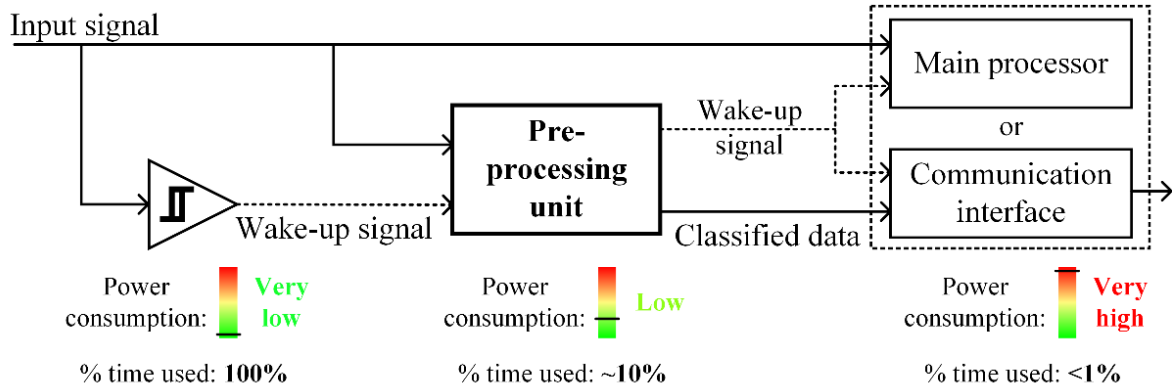 Input signal
Main processor
Wake-up
signal
or
Pre-
processing
unit
Communication
interface
Wake-up signal
Classified data
Power
consumption:
Very
low
Power
consumption:
Low
Power
consumption:
Very
high
% time used: 100%
% time used: ~10%
% time used: <1%